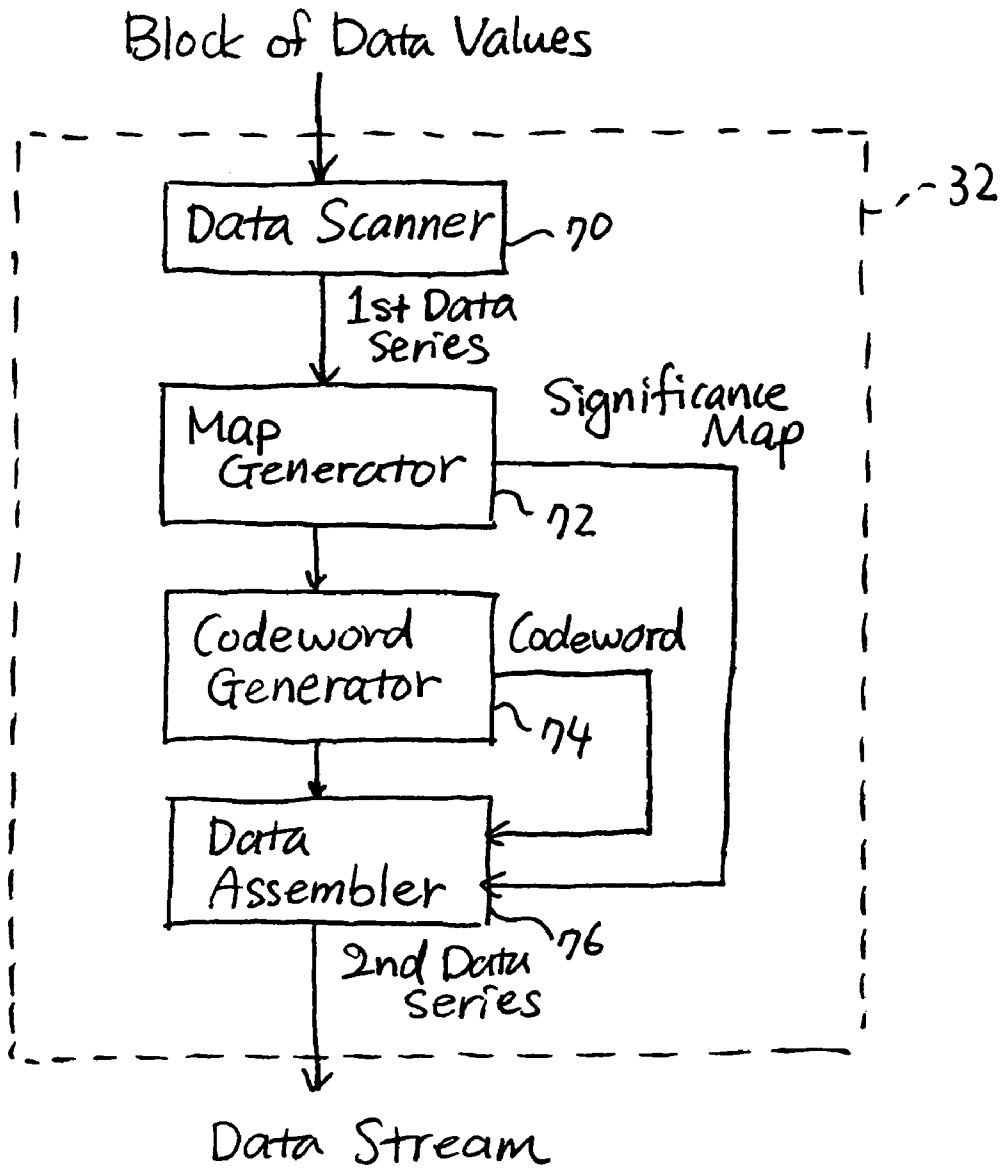 Block of Data Values
32
Data Scanner
70
1st Data
Series
Map
Generator
72
Significance
Map
Codeword
Generator
74
Codeword
Data
Assembler
76
2nd Data
Series
Data Stream